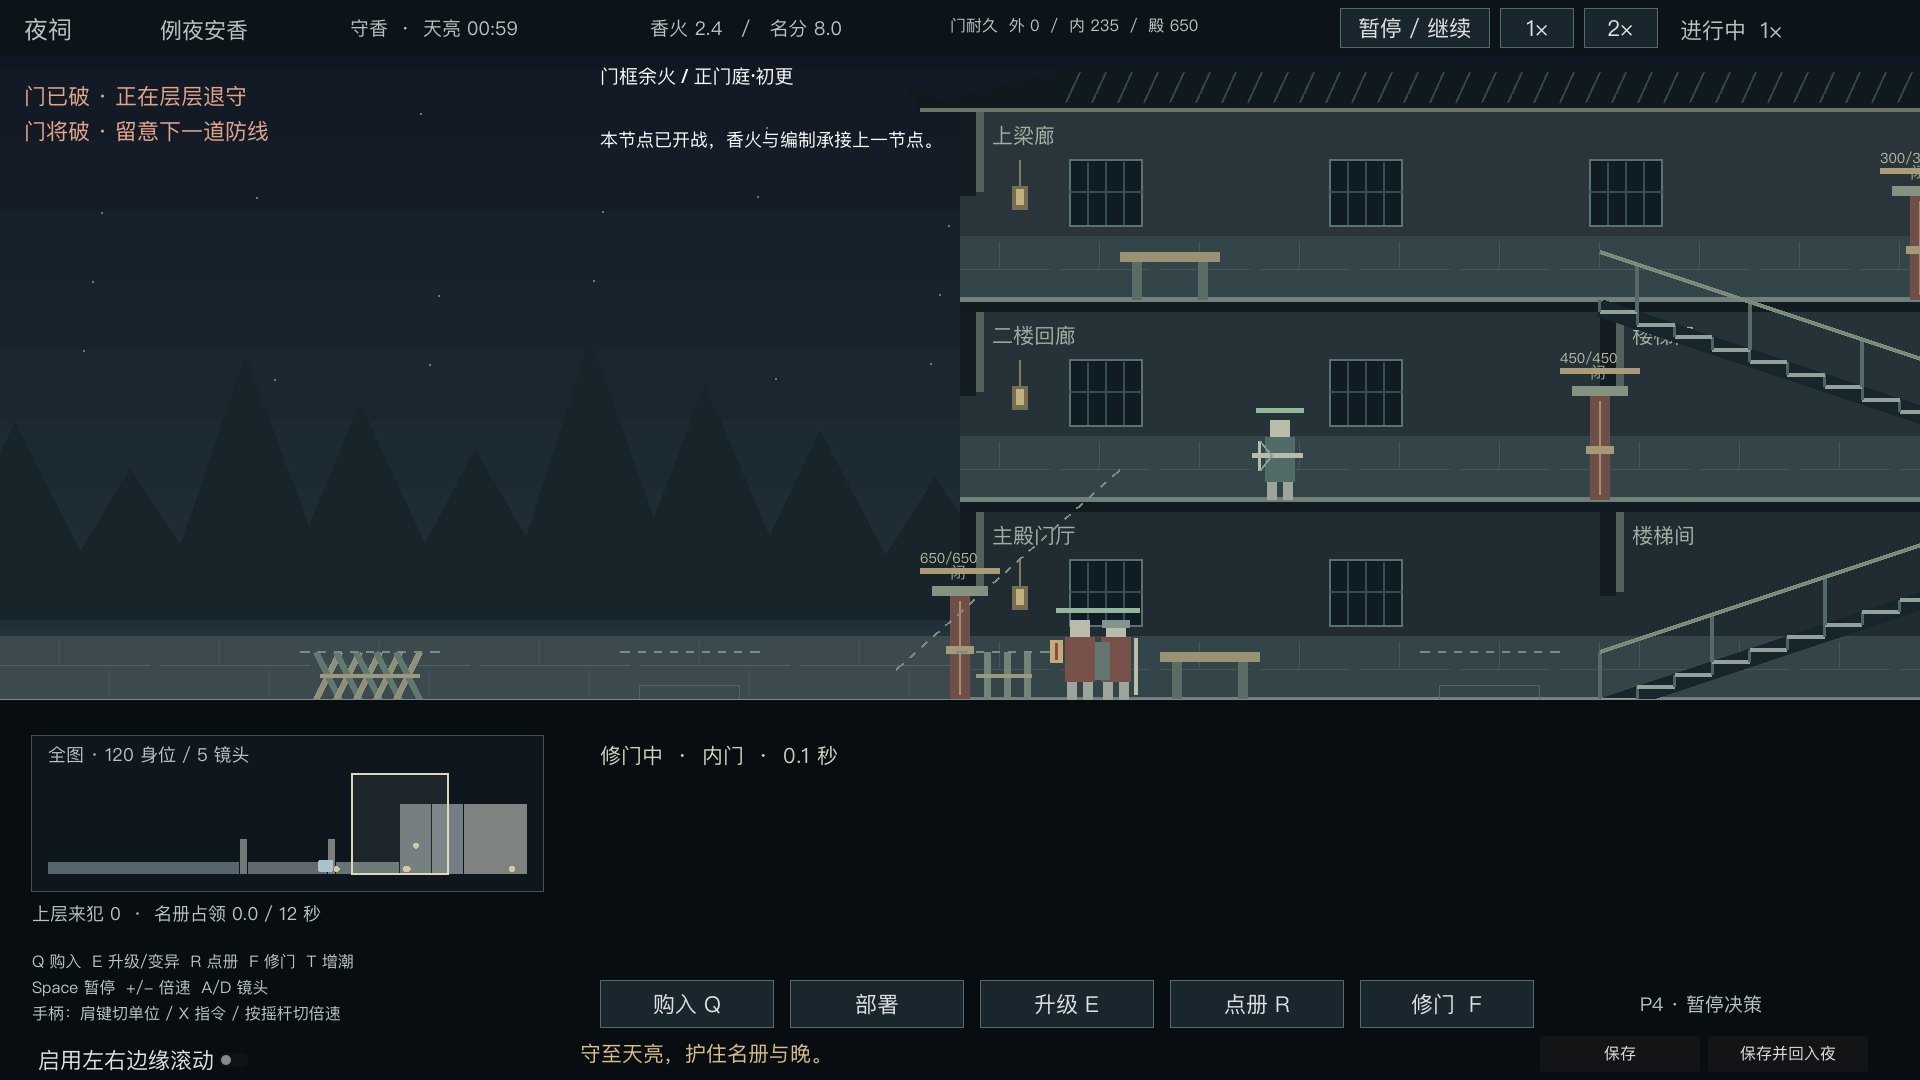 夜祠
例夜安香
守香 · 天亮 00:59
香火 2.4 / 名分 8.0
门耐久 外 0 / 内 235 / 殿 650
暂停 / 继续
1×
2×
进行中 1×
门已破 · 正在层层退守
门将破 · 留意下一道防线
门框余火 / 正门庭·初更
本节点已开战，香火与编制承接上一节点。
上梁廊
300/3
二楼回廊
450/450
闭
主殿门厅
楼梯间
650/650
闭
全图 · 120 身位 / 5 镜头
修门中 · 内门 · 0.1 秒
上层来犯 0 · 名册占领 0.0 / 12 秒
Q 购入 E 升级/变异 R 点册 F 修门 T 增潮
Space 暂停 +/− 倍速 A/D 镜头
手柄：肩键切单位 / X 指令 / 按摇杆切倍速
启用左右边缘滚动
购入 Q
部署
升级 E
点册 R
修门 F
P4 · 暂停决策
守至天亮，护住名册与晚。
保存
保存并回入夜